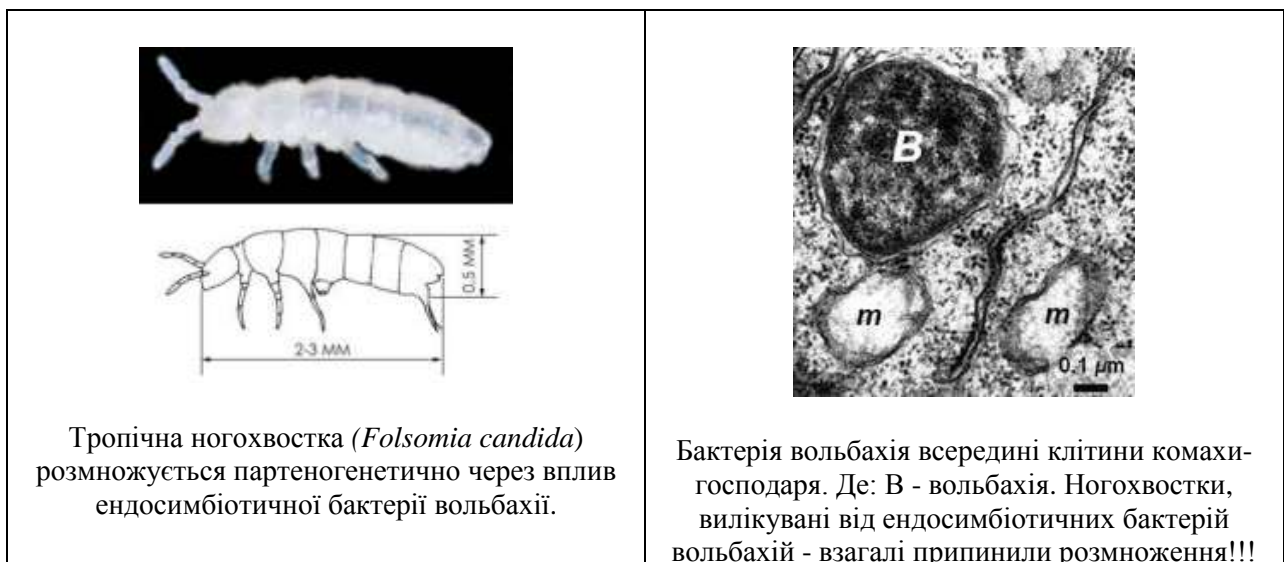 0.5 ММ
2-3 ММ
Тропічна ногохвостка (Folsomia candida)
розмножується партеногенетично через вплив
ендосимбіотичної бактерії вольбахії.
B
m
m
0.1 µm
Бактерія вольбахія всередині клітини комахи-
господаря. Де: В - вольбахія. Ногохвостки,
вилікувані від ендосимбіотичних бактерій
вольбахій - взагалі припинили розмноження!!!